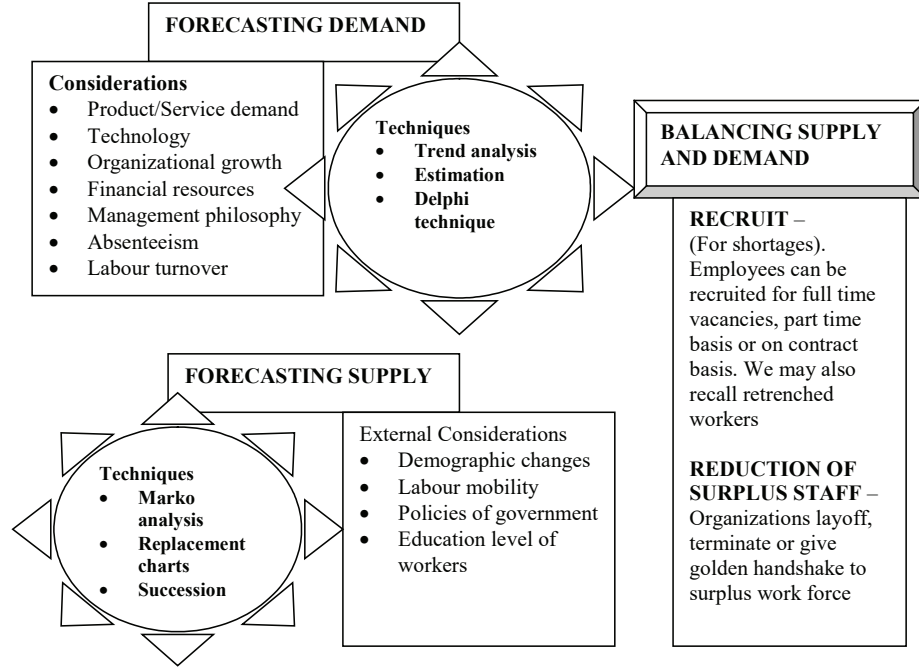 FORECASTING DEMAND
Considerations
• Product/Service demand
• Technology
• Organizational growth
• Financial resources
• Management philosophy
• Absenteeism
• Labour turnover
Techniques
• Trend analysis
• Estimation
• Delphi
technique
BALANCING SUPPLY
AND DEMAND
RECRUIT –
(For shortages).
Employees can be
recruited for full time
vacancies, part time
basis or on contract
basis. We may also
recall retrenched
workers
REDUCTION OF
SURPLUS STAFF –
Organizations layoff,
terminate or give
golden handshake to
surplus work force
FORECASTING SUPPLY
Techniques
• Marko
analysis
• Replacement
charts
• Succession
External Considerations
• Demographic changes
• Labour mobility
• Policies of government
• Education level of
workers